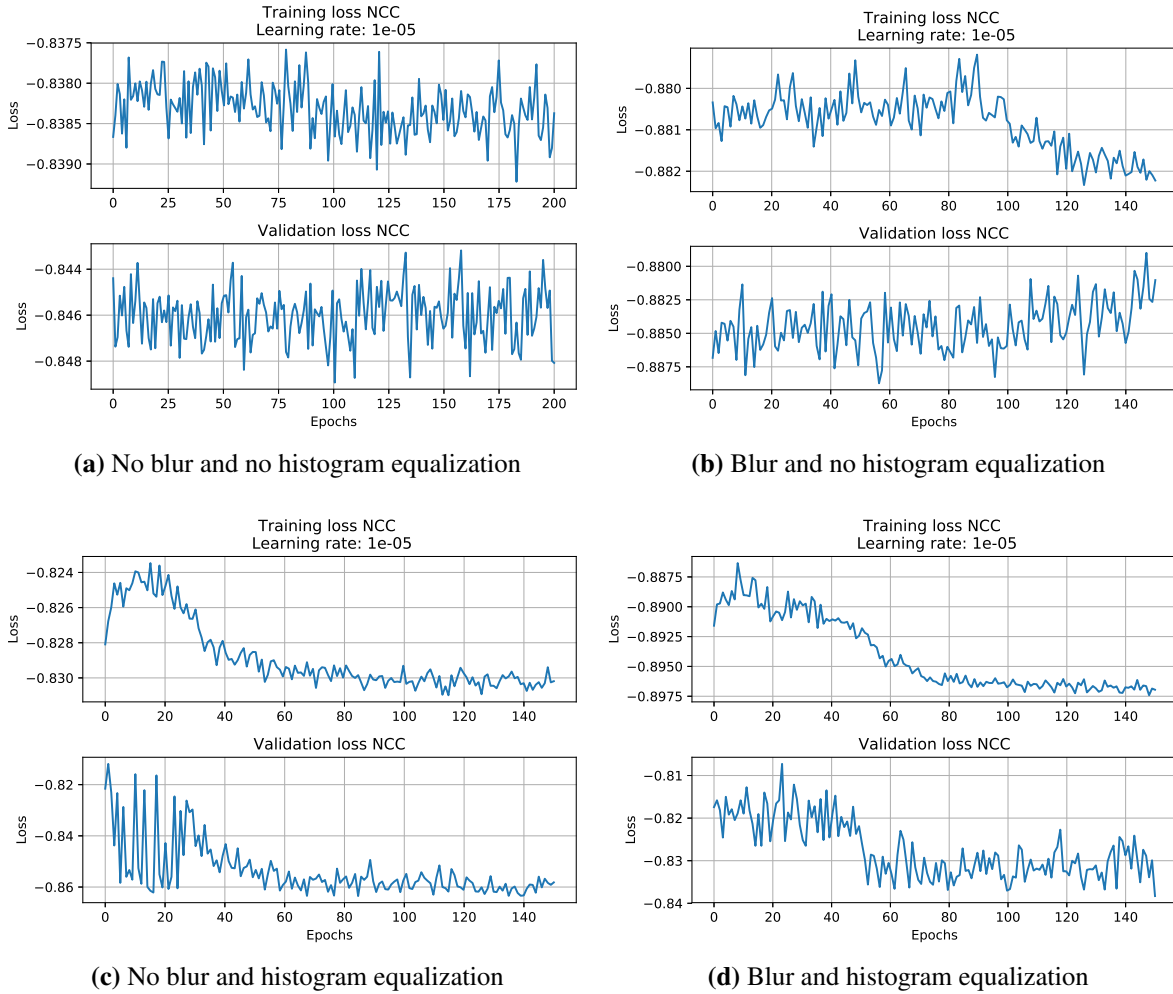 Training loss NCC
Learning rate: 1e-05
−0.8375
−0.8380
−0.8385
−0.8390
Loss
0 25 50 75 100 125 150 175 200
Validation loss NCC
−0.844
−0.846
−0.848
Loss
0 25 50 75 100 125 150 175 200
Epochs
(a) No blur and no histogram equalization
Training loss NCC
Learning rate: 1e-05
−0.880
−0.881
−0.882
Loss
0 20 40 60 80 100 120 140
Validation loss NCC
−0.8800
−0.8825
−0.8850
−0.8875
Loss
0 20 40 60 80 100 120 140
Epochs
(b) Blur and no histogram equalization
Training loss NCC
Learning rate: 1e-05
−0.824
−0.826
−0.828
−0.830
Loss
0 20 40 60 80 100 120 140
Validation loss NCC
−0.82
−0.84
−0.86
Loss
0 20 40 60 80 100 120 140
Epochs
(c) No blur and histogram equalization
Training loss NCC
Learning rate: 1e-05
−0.8875
−0.8900
−0.8925
−0.8950
−0.8975
Loss
0 20 40 60 80 100 120 140
Validation loss NCC
−0.81
−0.82
−0.83
−0.84
Loss
0 20 40 60 80 100 120 140
Epochs
(d) Blur and histogram equalization